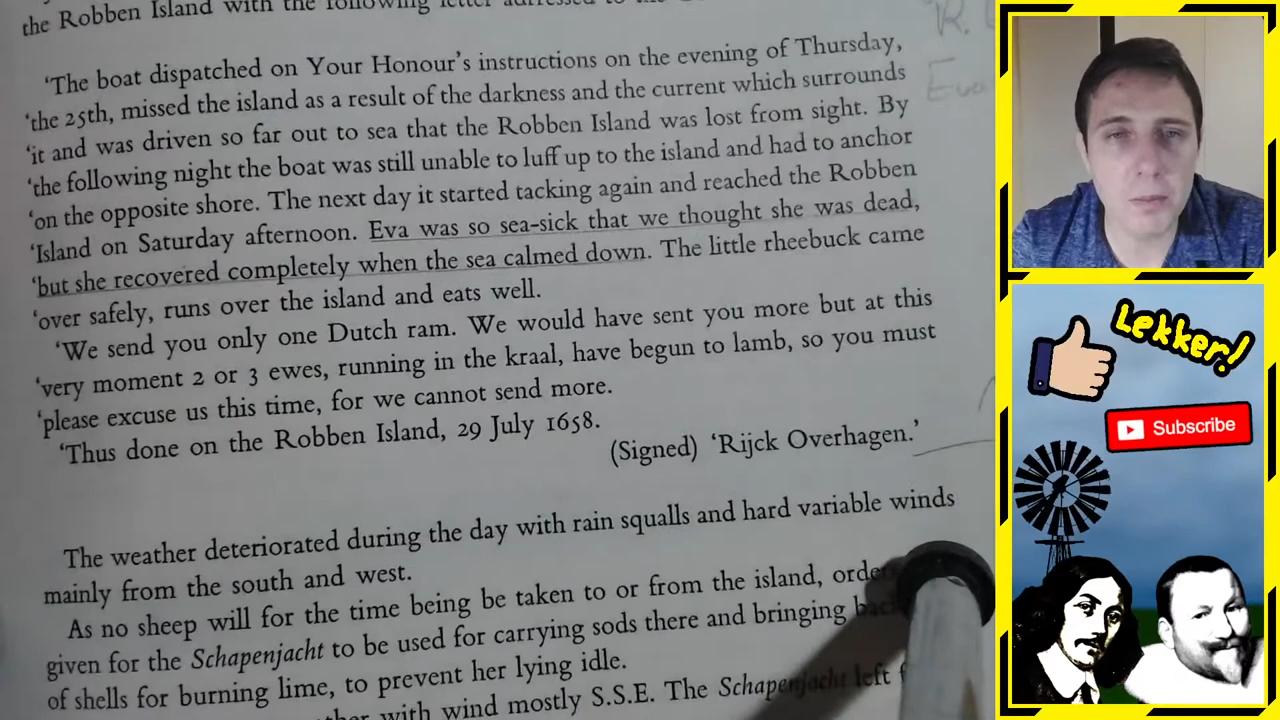 the Robben Island with the following letter addressed to the
'The boat dispatched on Your Honour's instructions on the evening of Thursday,
'the 25th, missed the island as a result of the darkness and the current which surrounds
'it and was driven so far out to sea that the Robben Island was lost from sight. By
'the following night the boat was still unable to luff up to the island and had to anchor
'on the opposite shore. The next day it started tacking again and reached the Robben
'Island on Saturday afternoon. Eva was so sea-sick that we thought she was dead,
'but she recovered completely when the sea calmed down. The little rheebuck came
'over safely, runs over the island and eats well.
'We send you only one Dutch ram. We would have sent you more but at this
'very moment 2 or 3 ewes, running in the kraal, have begun to lamb, so you must
'please excuse us this time, for we cannot send more.
'Thus done on the Robben Island, 29 July 1658.
(Signed) 'Rijck Overhagen.'
The weather deteriorated during the day with rain squalls and hard variable winds
mainly from the south and west.
As no sheep will for the time being be taken to or from the island,
given for the Schapenjacht to be used for carrying sods there and bringing
of shells for burning lime, to prevent her lying idle.
with wind mostly S.S.E. The Schapenjacht left
R.
Eva
Lekker!
Subscribe